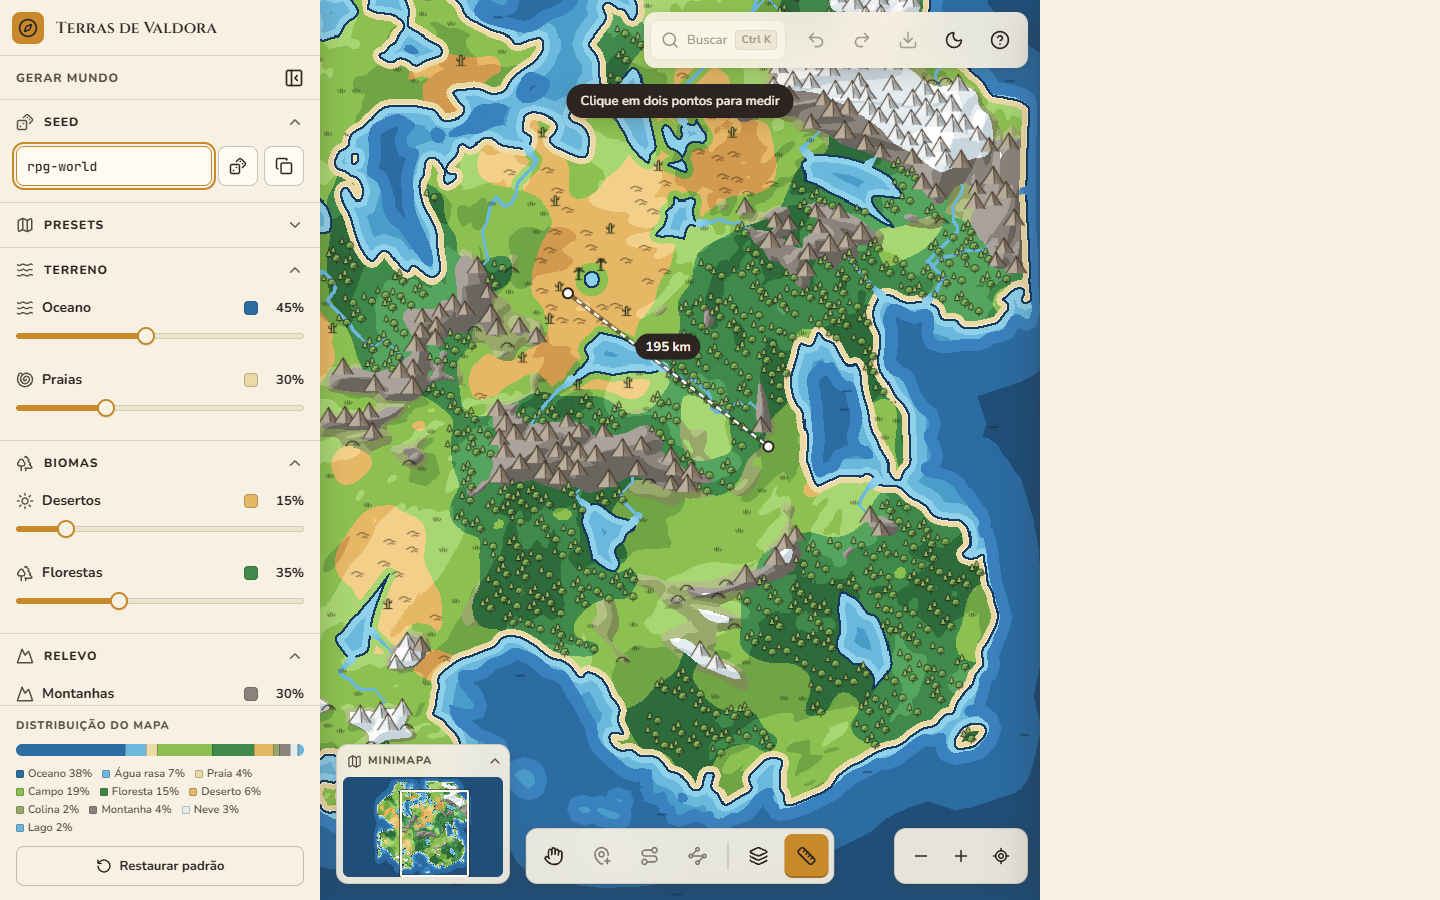 Terras de Valdora
GERAR MUNDO
SEED
rpg-world
PRESETS
TERRENO
Oceano 45%
Praias 30%
BIOMAS
Desertos 15%
Florestas 35%
RELEVO
Montanhas 30%
DISTRIBUIÇÃO DO MAPA
Oceano 38% Água rasa 7% Praia 4%
Campo 19% Floresta 15% Deserto 6%
Colina 2% Montanha 4% Neve 3%
Lago 2%
Restaurar padrão
Buscar Ctrl K
Clique em dois pontos para medir
195 km
MINIMAPA